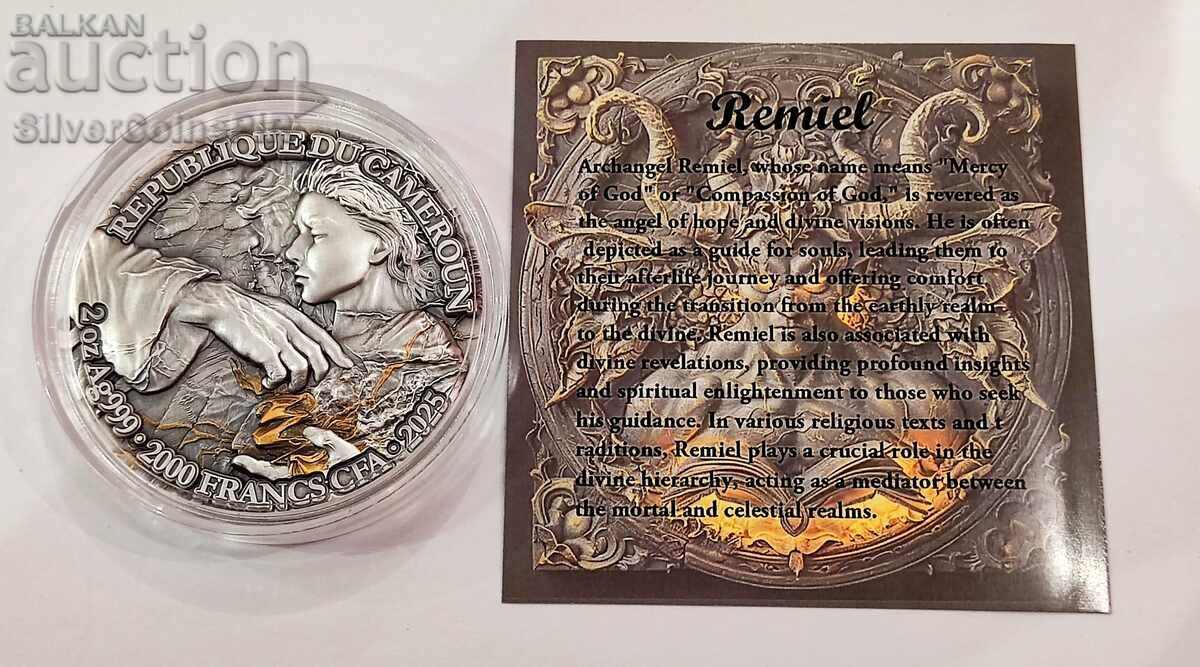 BALKAN
auction
SilverCoins
REPUBLIQUE DU CAMEROUN
2oz Ag.999 • 2000 FRANCS CFA • 2025
Remiel
Archangel Remiel, whose name means "Mercy
of God" or "Compassion of God," is revered as
the angel of hope and divine visions. He is often
depicted as a guide for souls, leading them to
their afterlife journey and offering comfort
during the transition from the earthly realm
to the divine. Remiel is also associated with
divine revelations, providing profound insights
and spiritual enlightenment to those who seek
his guidance. In various religious texts and t
raditions, Remiel plays a crucial role in the
divine hierarchy, acting as a mediator between
the mortal and celestial realms.